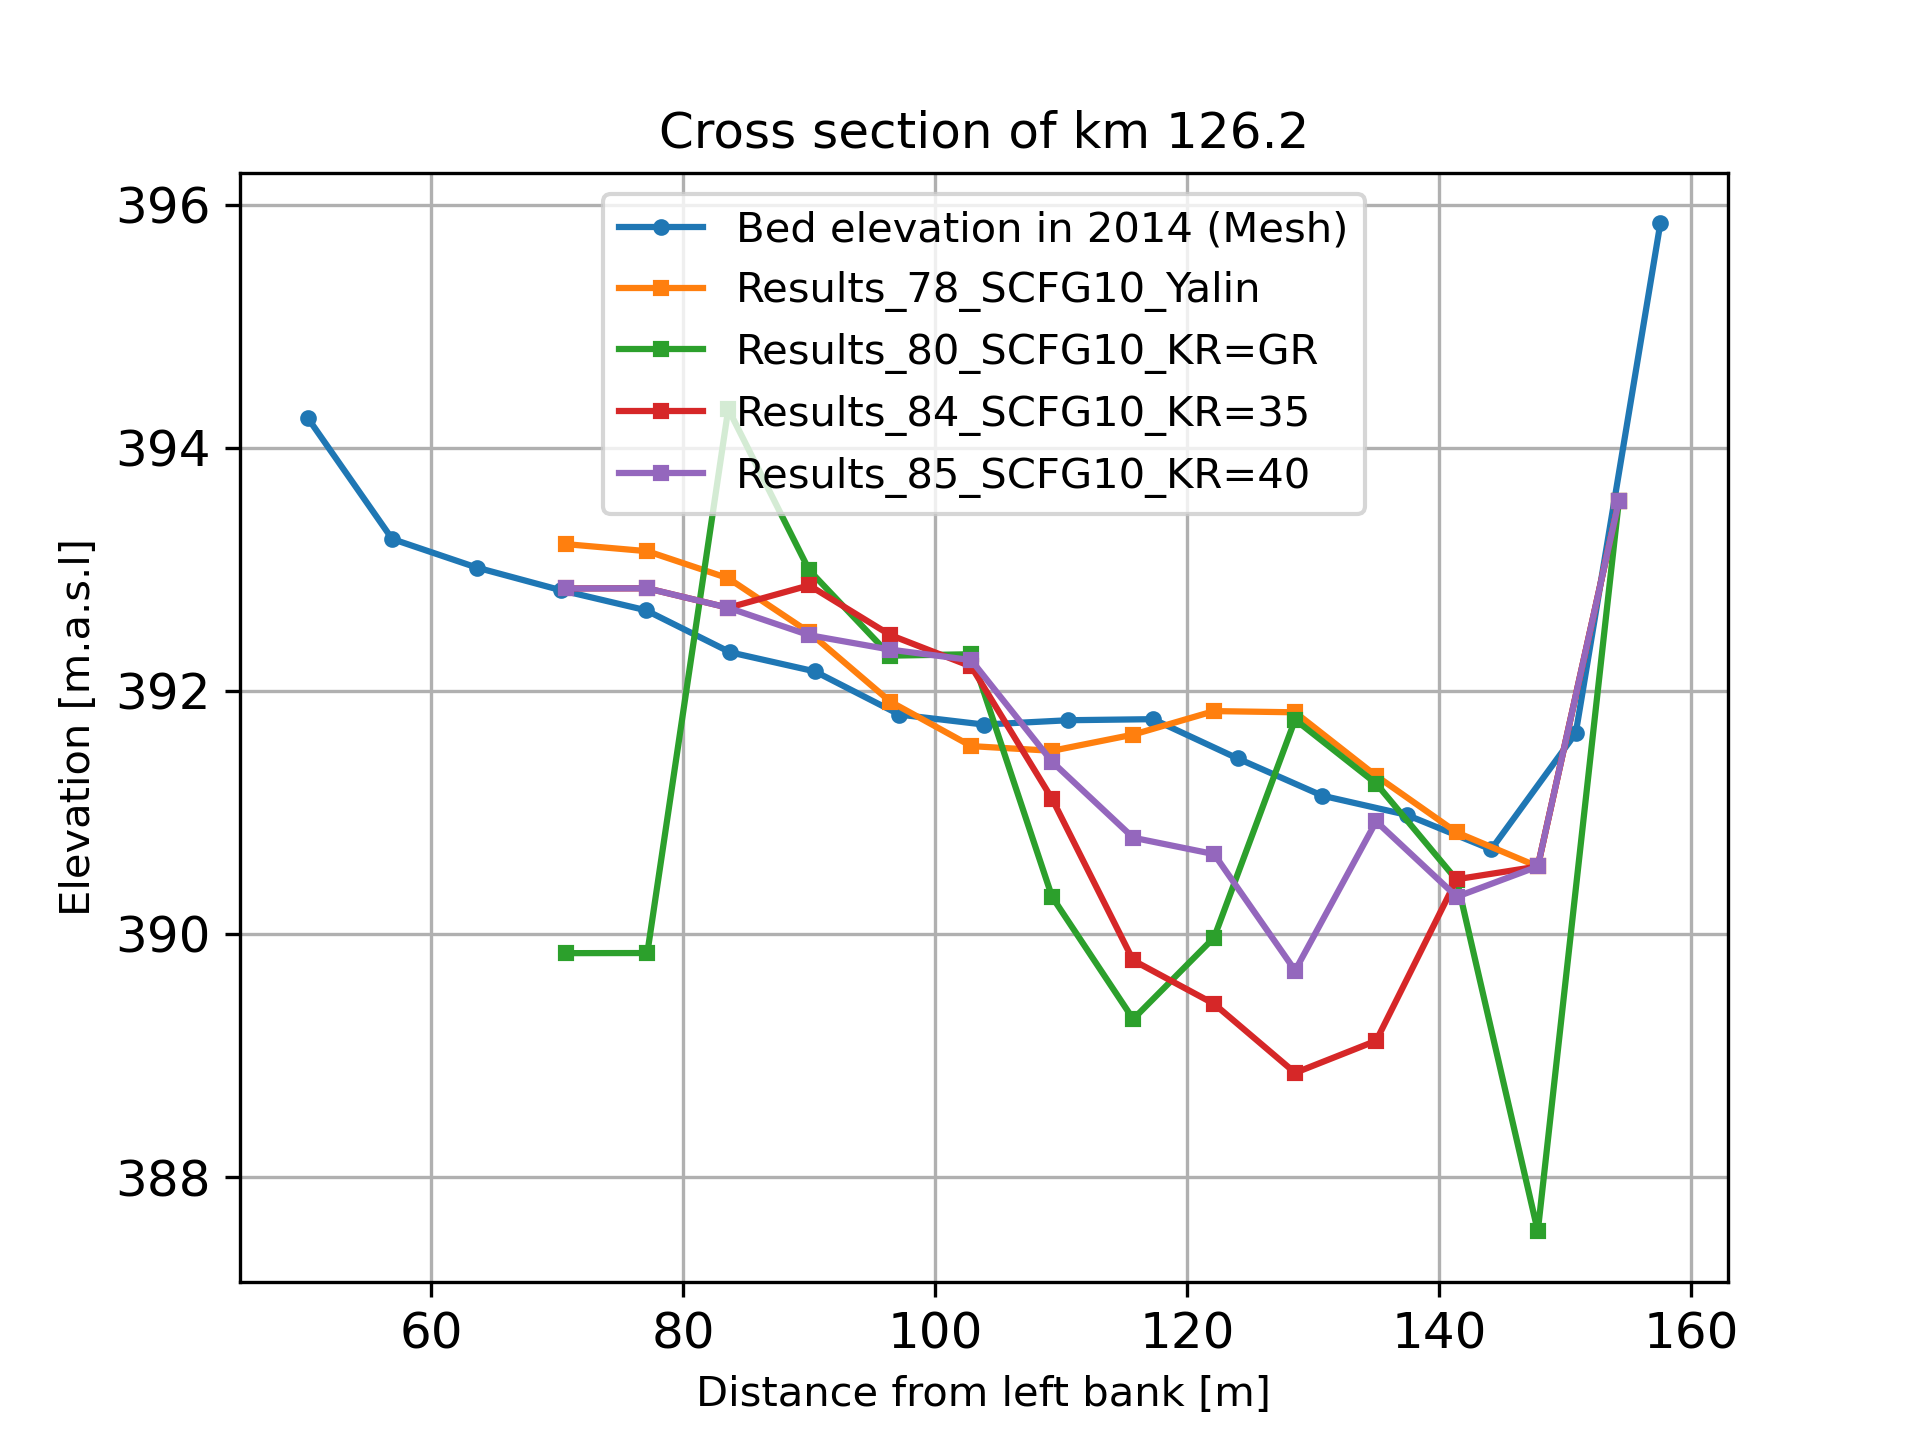 Cross section of km 126.2
396
394
392
390
388
Elevation [m.a.s.l]
Bed elevation in 2014 (Mesh)
Results_78_SCFG10_Yalin
Results_80_SCFG10_KR=GR
Results_84_SCFG10_KR=35
Results_85_SCFG10_KR=40
60 80 100 120 140 160
Distance from left bank [m]